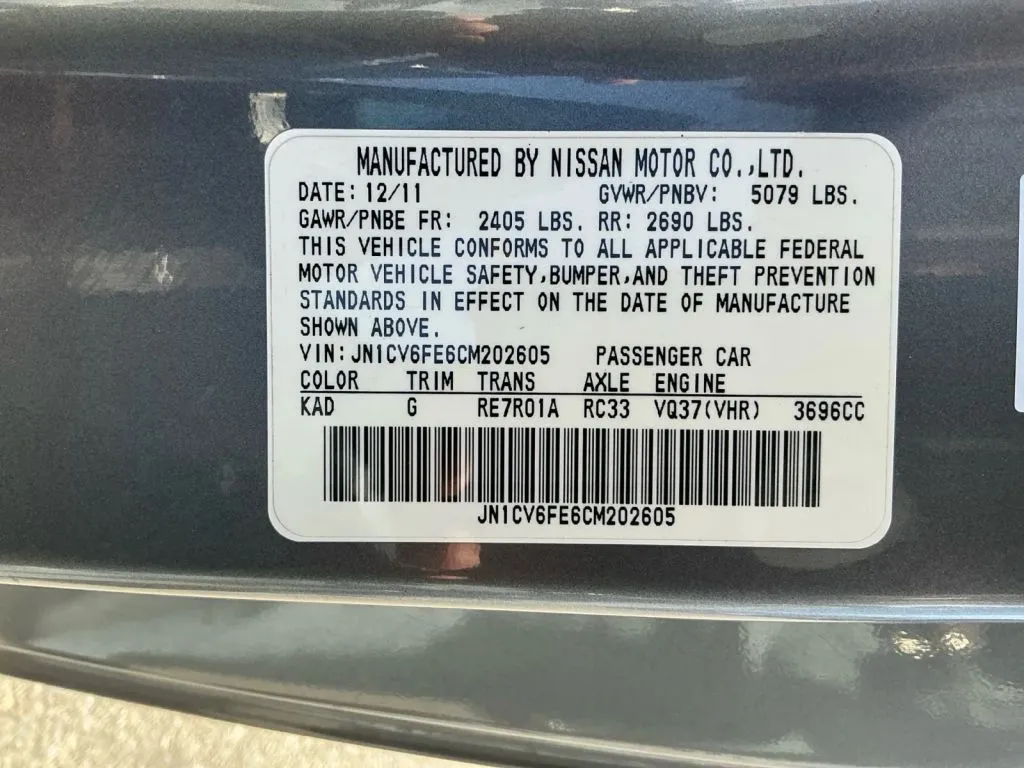 MANUFACTURED BY NISSAN MOTOR CO.,LTD.
DATE: 12/11 GVWR/PNBV: 5079 LBS.
GAWR/PNBE FR: 2405 LBS. RR: 2690 LBS.
THIS VEHICLE CONFORMS TO ALL APPLICABLE FEDERAL
MOTOR VEHICLE SAFETY,BUMPER,AND THEFT PREVENTION
STANDARDS IN EFFECT ON THE DATE OF MANUFACTURE
SHOWN ABOVE.
VIN: JN1CV6FE6CM202605 PASSENGER CAR
COLOR TRIM TRANS AXLE ENGINE
KAD G RE7R01A RC33 VQ37(VHR) 3696CC
JN1CV6FE6CM202605